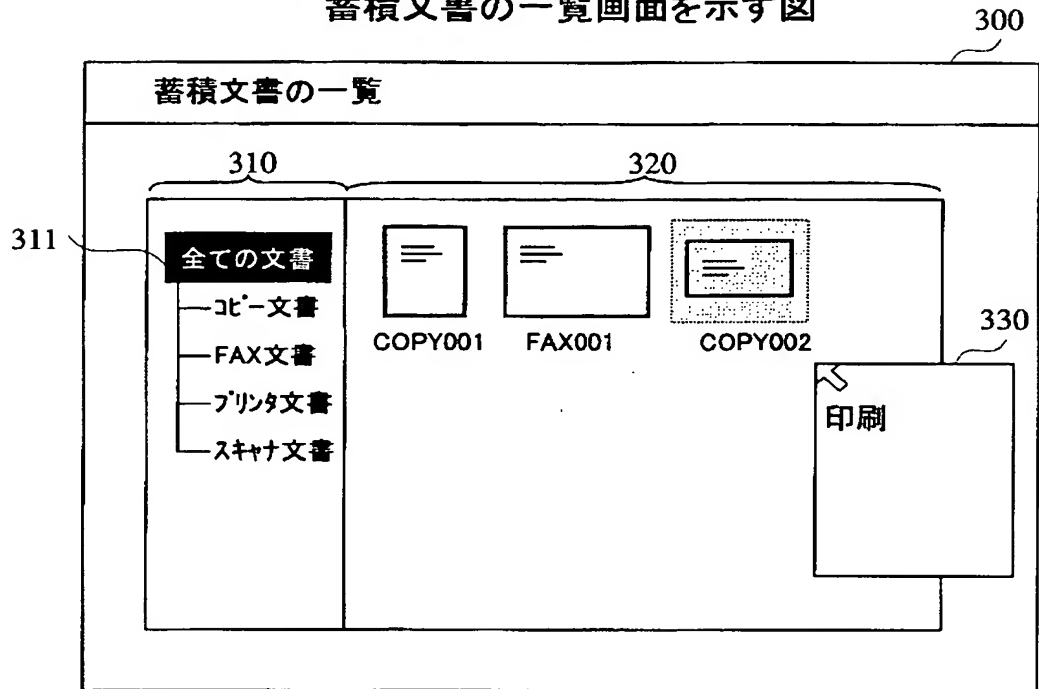 蓄積文書の一覧画面を示す図
300
蓄積文書の一覧
310
320
311
全ての文書
ｺﾋﾟｰ文書
FAX文書
ﾌﾟﾘﾝﾀ文書
ｽｷｬﾅ文書
COPY001
FAX001
COPY002
330
印刷